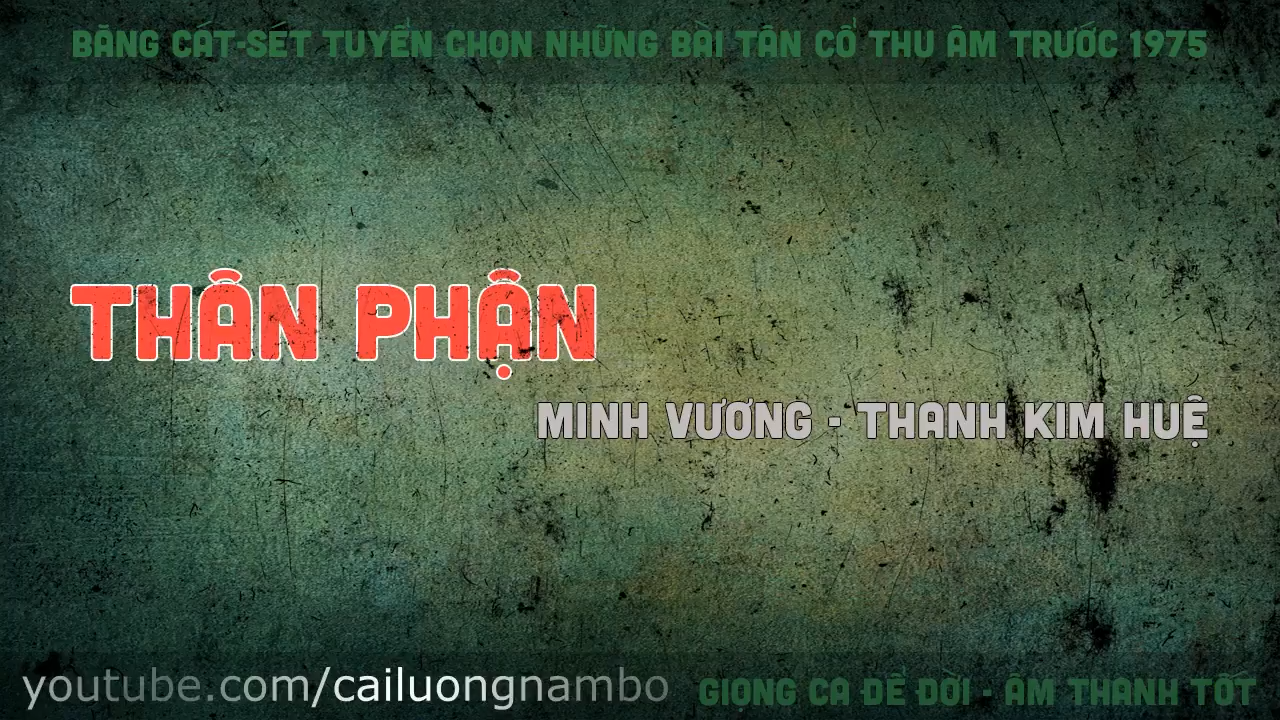 BĂNG CÁT-SÉT TUYỂN CHỌN NHỮNG BÀI TÂN CỔ THU ÂM TRƯỚC 1975
THÂN PHẬN
MINH VƯƠNG - THANH KIM HUỆ
youtube.com/cailuongnambo
GIỌNG CA ĐỂ ĐỜI - ÂM THANH TỐT